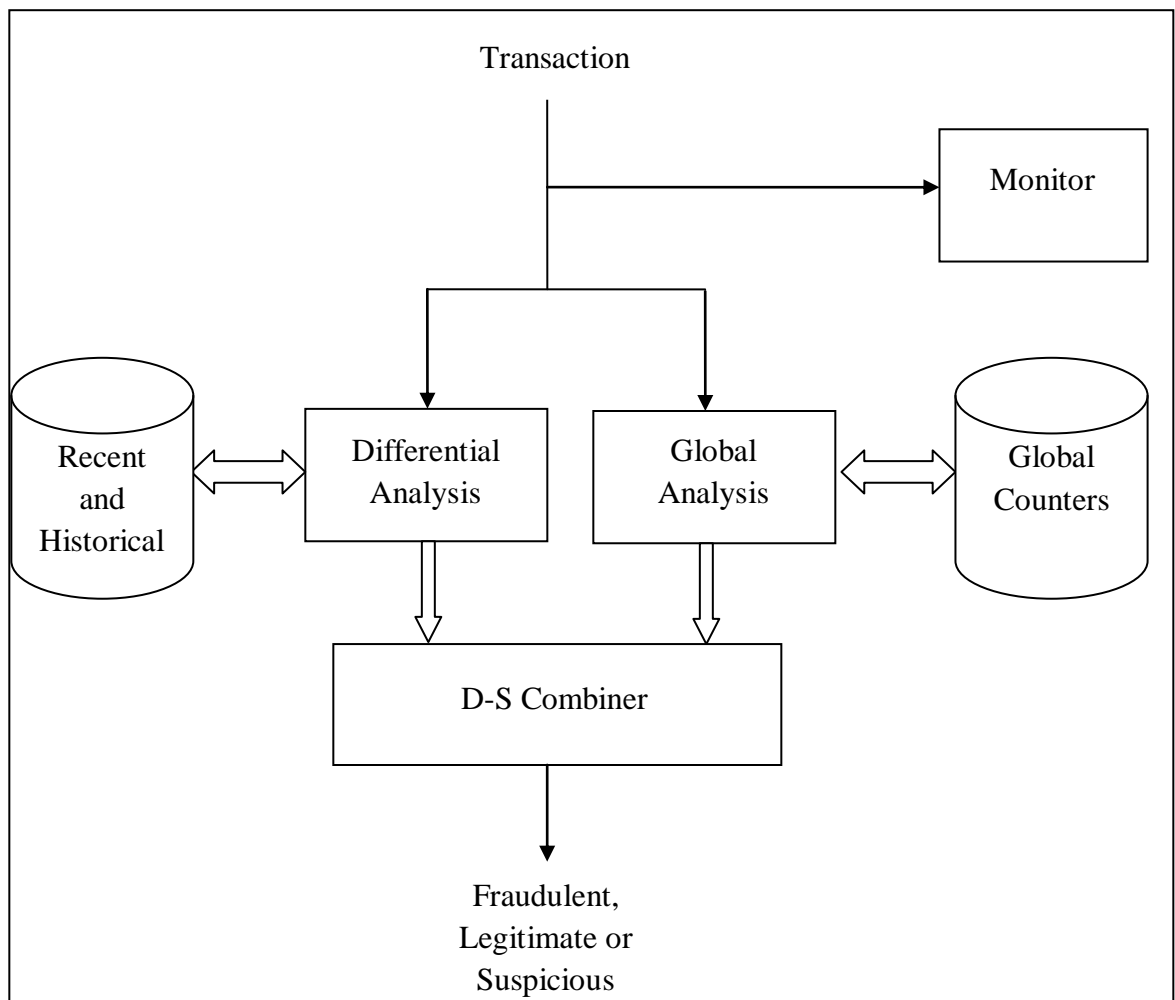 Transaction
Monitor
Recent
and
Historical
Differential
Analysis
Global
Analysis
Global
Counters
D-S Combiner
Fraudulent,
Legitimate or
Suspicious